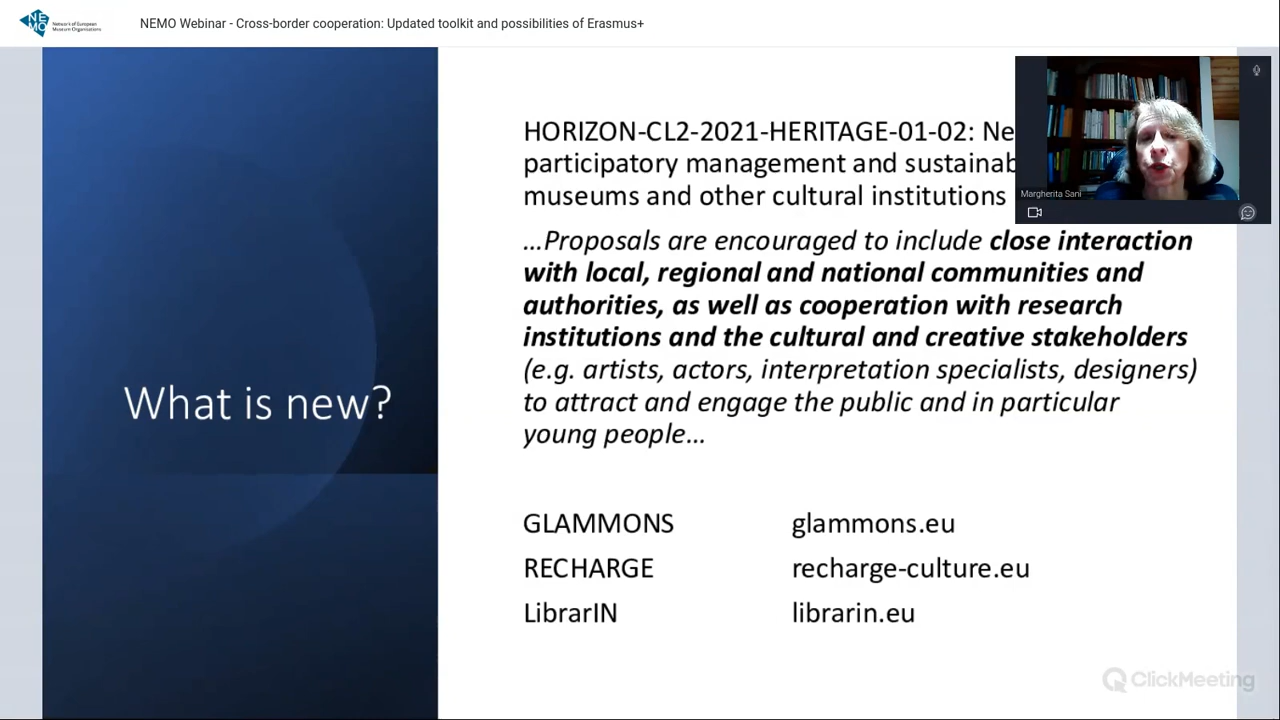 NEMO
Network of European
Museum Organisations
NEMO Webinar - Cross-border cooperation: Updated toolkit and possibilities of Erasmus+
What is new?
HORIZON-CL2-2021-HERITAGE-01-02: Ne
participatory management and sustainab
museums and other cultural institutions
…Proposals are encouraged to include close interaction
with local, regional and national communities and
authorities, as well as cooperation with research
institutions and the cultural and creative stakeholders
(e.g. artists, actors, interpretation specialists, designers)
to attract and engage the public and in particular
young people…
GLAMMONS glammons.eu
RECHARGE recharge-culture.eu
LibrarIN librarin.eu
Margherita Sani
ClickMeeting